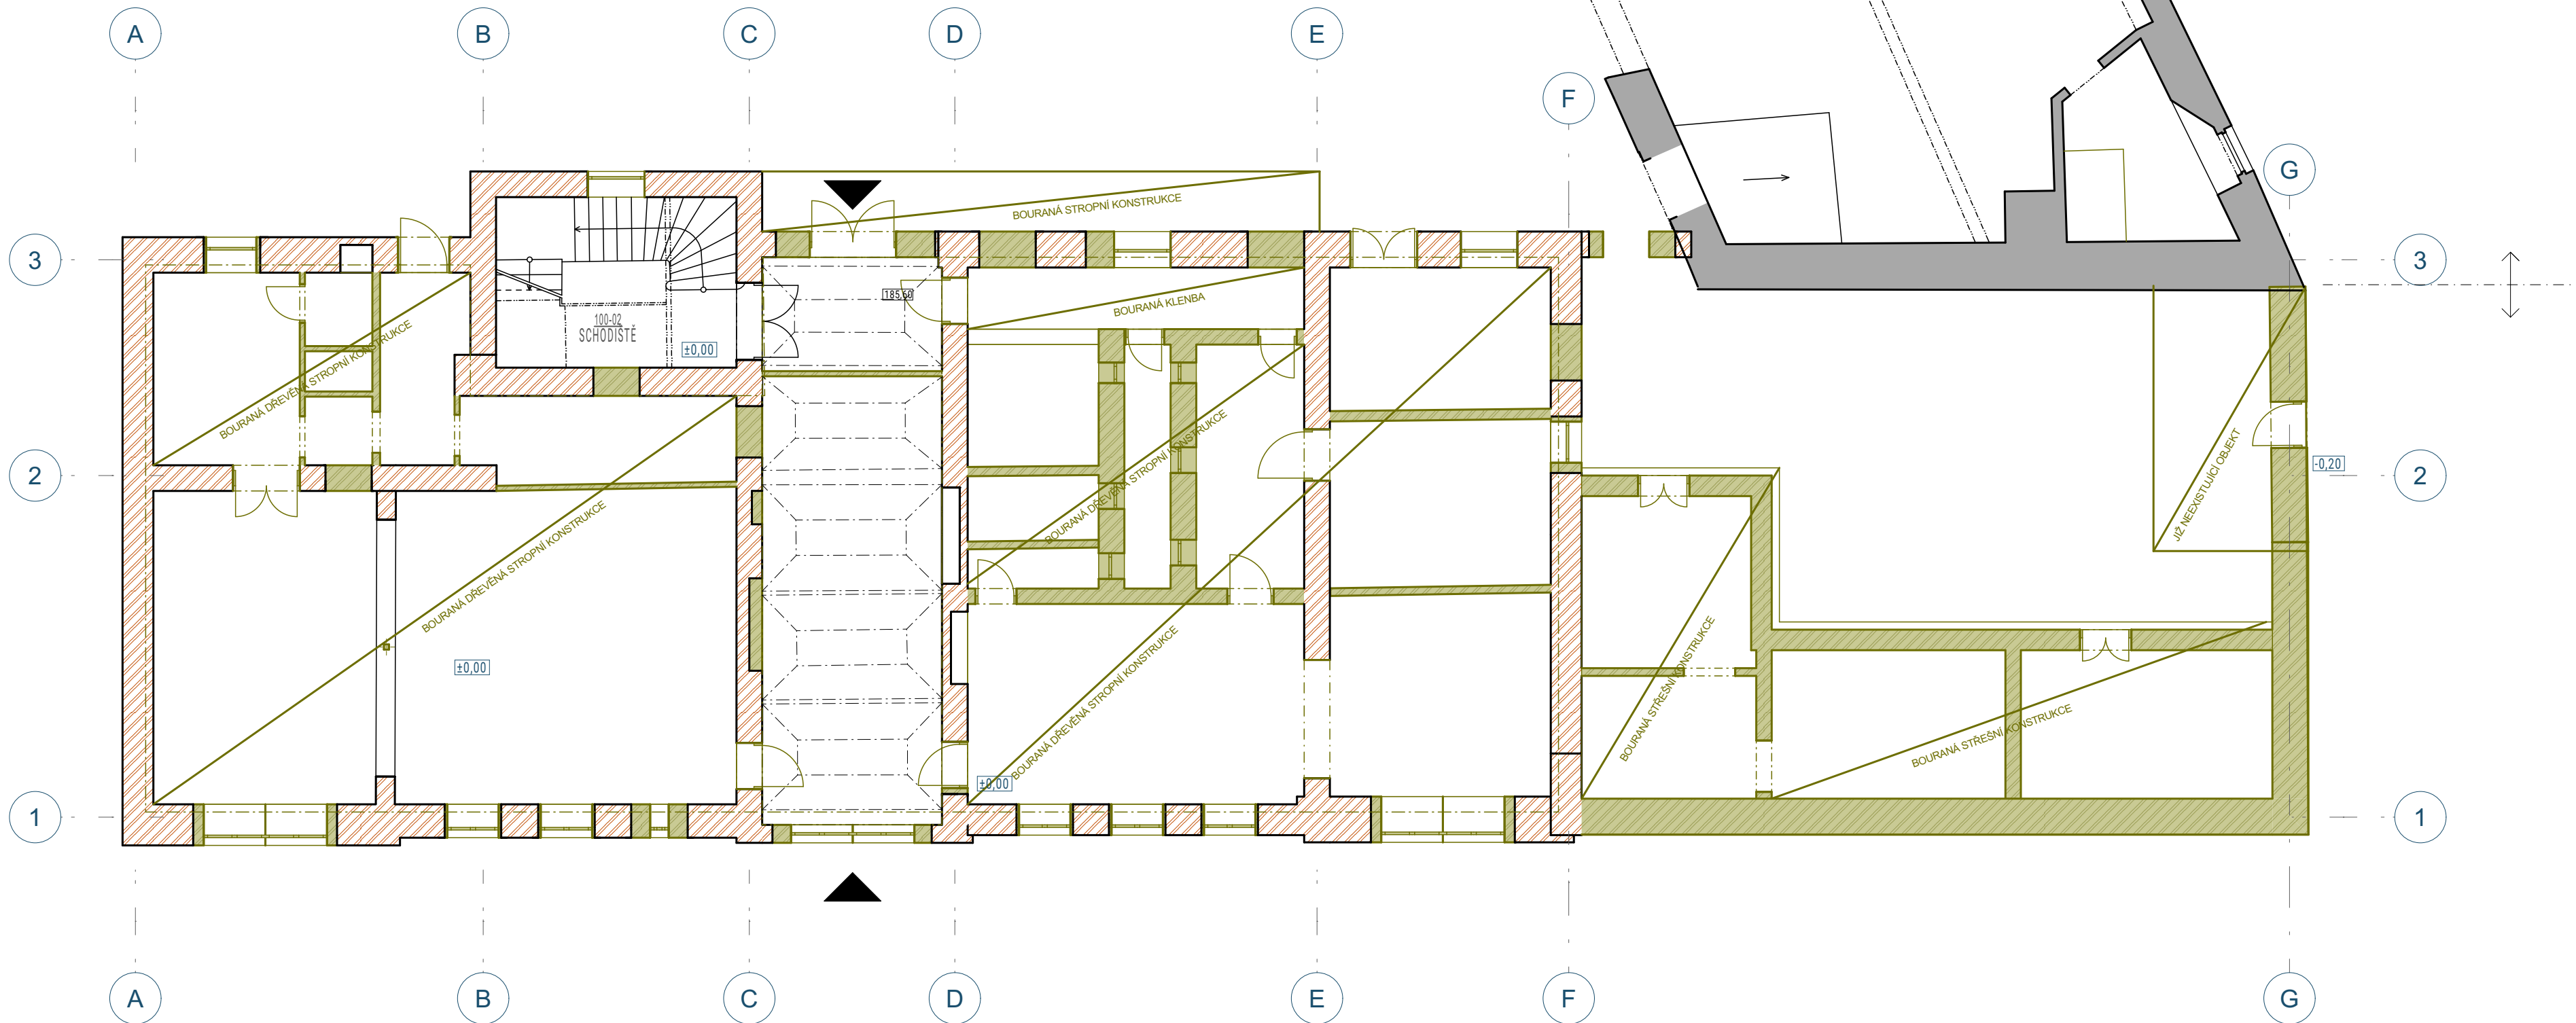 A
B
C
D
E
F
G
BOURANÁ STROPNÍ KONSTRUKCE
3
3
185,60
BOURANÁ KLENBA
100-02
SCHODIŠTĚ
±0,00
BOURANÁ DŘEVĚNÁ STROPNÍ KONSTRUKCE
BOURANÁ DŘEVĚNÁ STROPNÍ KONSTRUKCE
JIŽ NEEXISTUJÍCÍ OBJEKT
-0,20
2
2
BOURANÁ DŘEVĚNÁ STROPNÍ KONSTRUKCE
±0,00
BOURANÁ DŘEVĚNÁ STROPNÍ KONSTRUKCE
BOURANÁ STŘEŠNÍ KONSTRUKCE
BOURANÁ STŘEŠNÍ KONSTRUKCE
±0,00
1
1
A
B
C
D
E
F
G